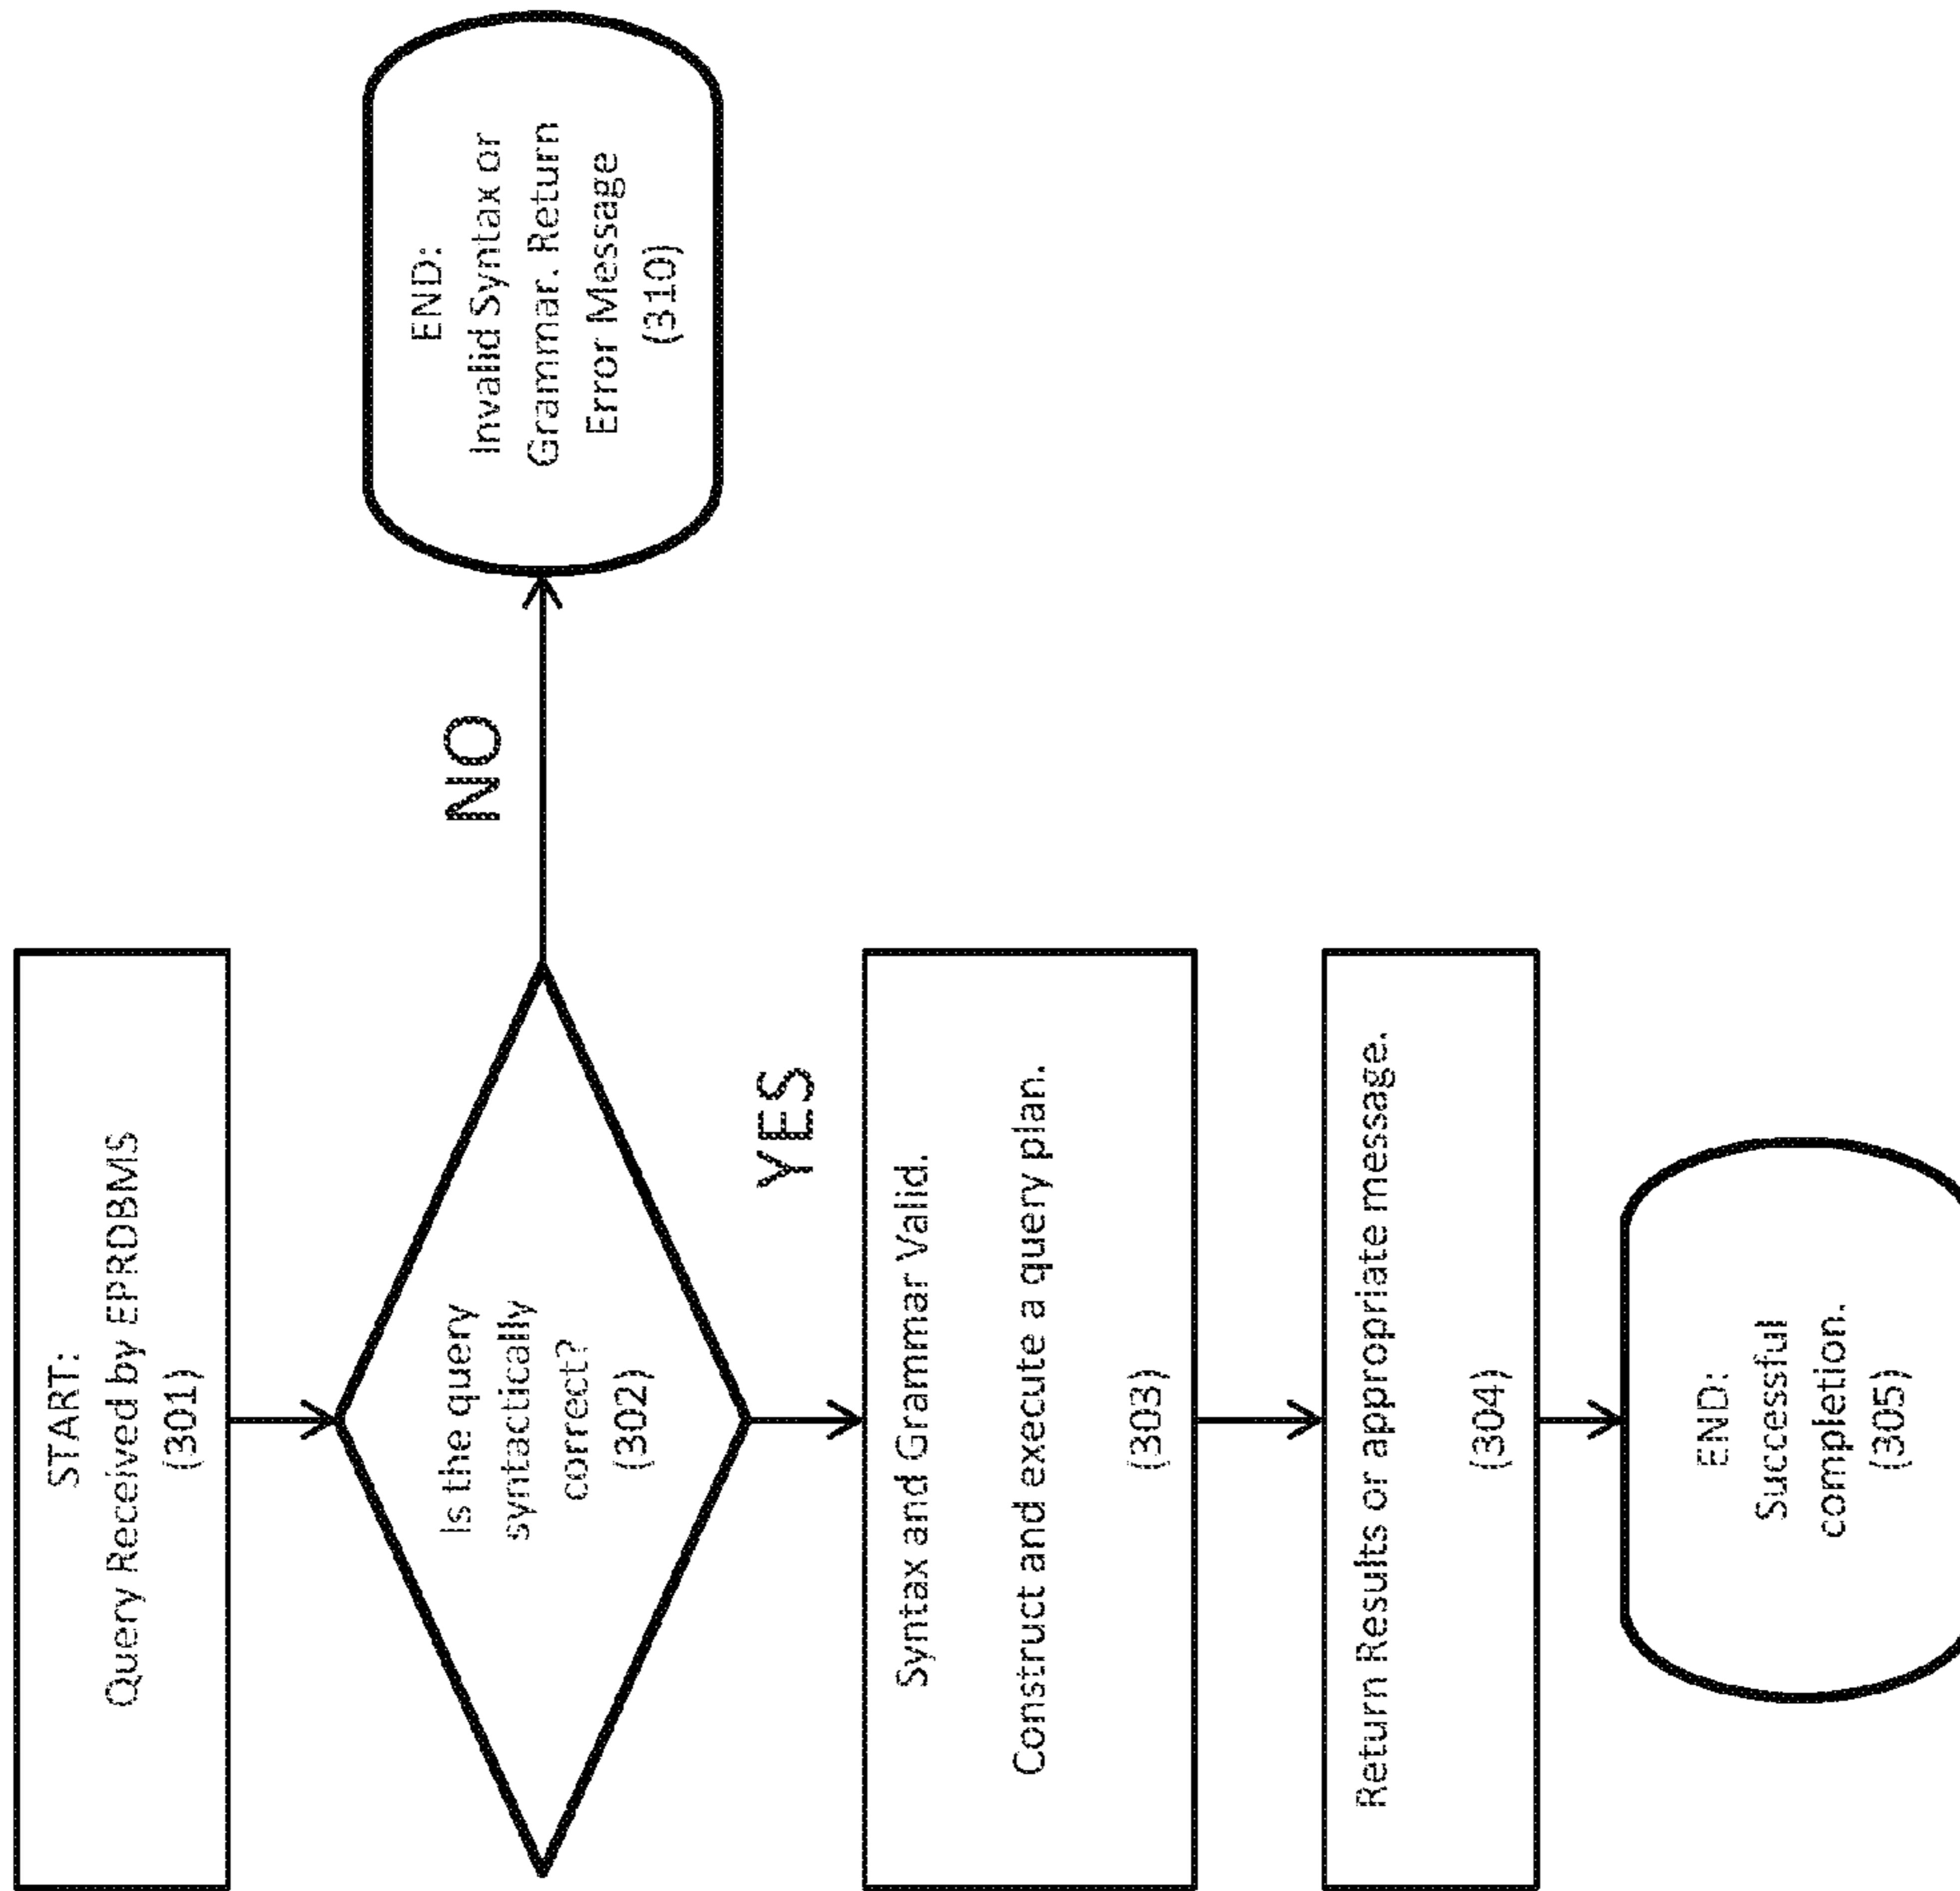 START:
Query Received by EPRDBMS
(301)
Is the query
syntactically
correct?
(302)
NO
END:
Invalid Syntax or
Grammar. Return
Error Message
(310)
YES
Syntax and Grammar Valid.
Construct and execute a query plan.
(303)
Return Results or appropriate message.
(304)
END:
Successful
completion.
(305)